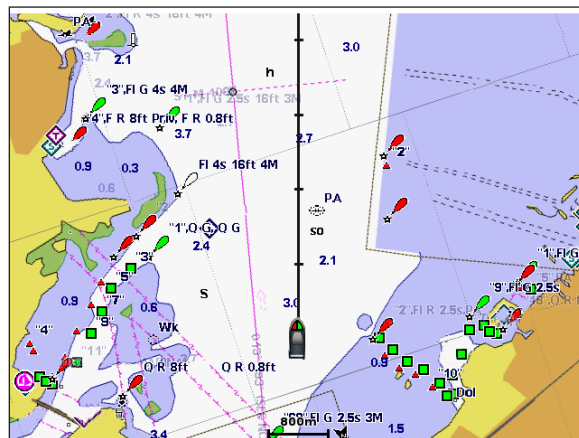 P.A
3.0
2.1
h
3.7
2.4
"3",Fl G 4s 4M
"1",Fl G 2.5s 16ft 3M
"4",F R 8ft Priv, F R 0.8ft
3.7
2.7
0.9
0.3
"2"
0.6
Fl 4s 16ft 4M
P.A
"1",Q G, Q G
2.4
so
"3"
2.1
"1",Fl G
"5"
"9",Fl G 2.5s
0.9
"7"
S
0.6
3.0
"2",Fl R 2.5s
"9"
"4"
Wk
"11"
Q R 8ft
Q R 0.8ft
0.9
"10"
Dol
800m
Fl G 2.5s 3M
3.4
1.5